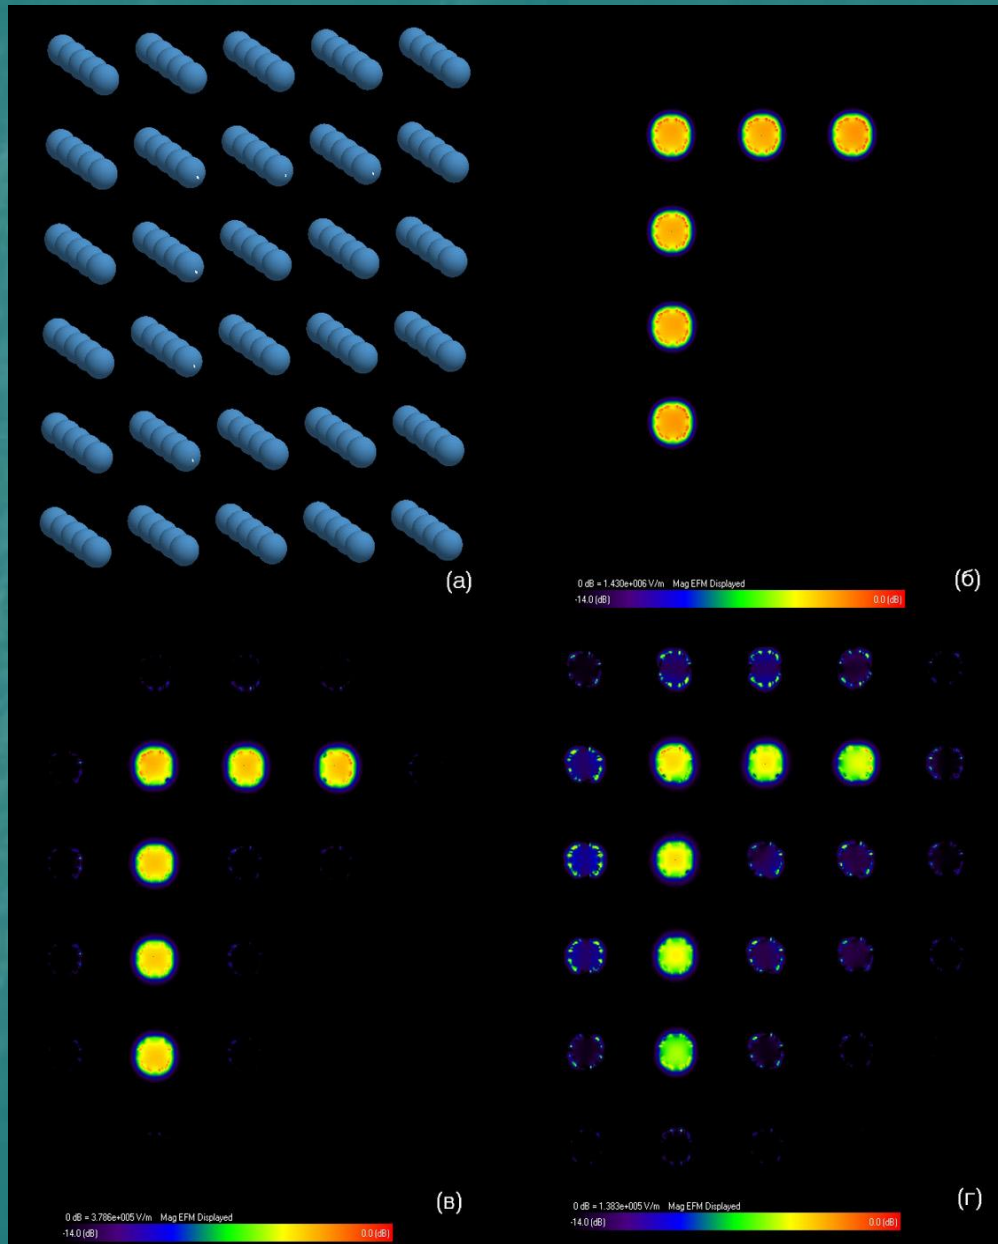 (а)
(б)
0 dB = 1.430e+006 V/m    Mag EFM Displayed
-14.0 (dB)    0.0 (dB)
(в)
0 dB = 3.786e+005 V/m    Mag EFM Displayed
-14.0 (dB)    0.0 (dB)
(г)
0 dB = 1.383e+005 V/m    Mag EFM Displayed
-14.0 (dB)    0.0 (dB)